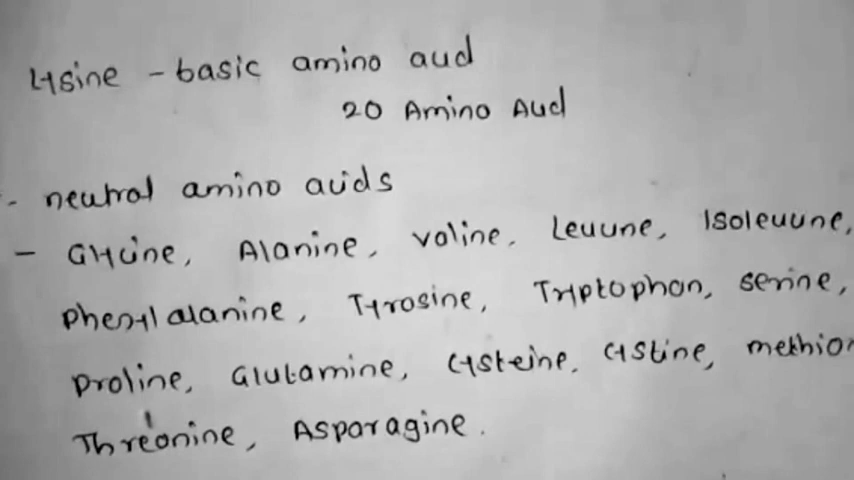 Lysine - basic amino acid
20 Amino Acid
- neutral amino acids
- Glycine, Alanine, Valine, Leucine, Isoleucine,
Phenylalanine, Tyrosine, Tryptophan, serine,
Proline, Glutamine, Cysteine, Cystine, methion
Threonine, Asparagine.